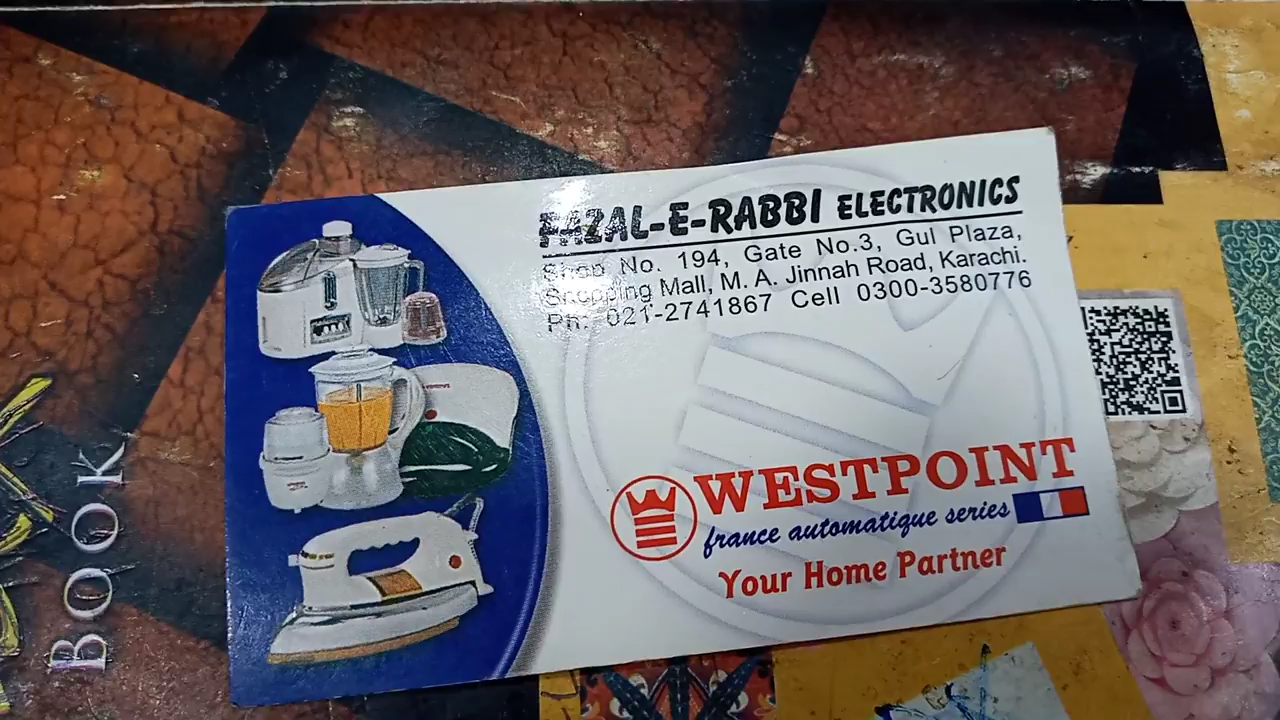 FAZAL-E-RABBI ELECTRONICS
Shop No. 194, Gate No.3, Gul Plaza,
Shopping Mall, M. A. Jinnah Road, Karachi.
Ph: 021-2741867 Cell 0300-3580776
WESTPOINT
france automatique series
Your Home Partner
BOOK